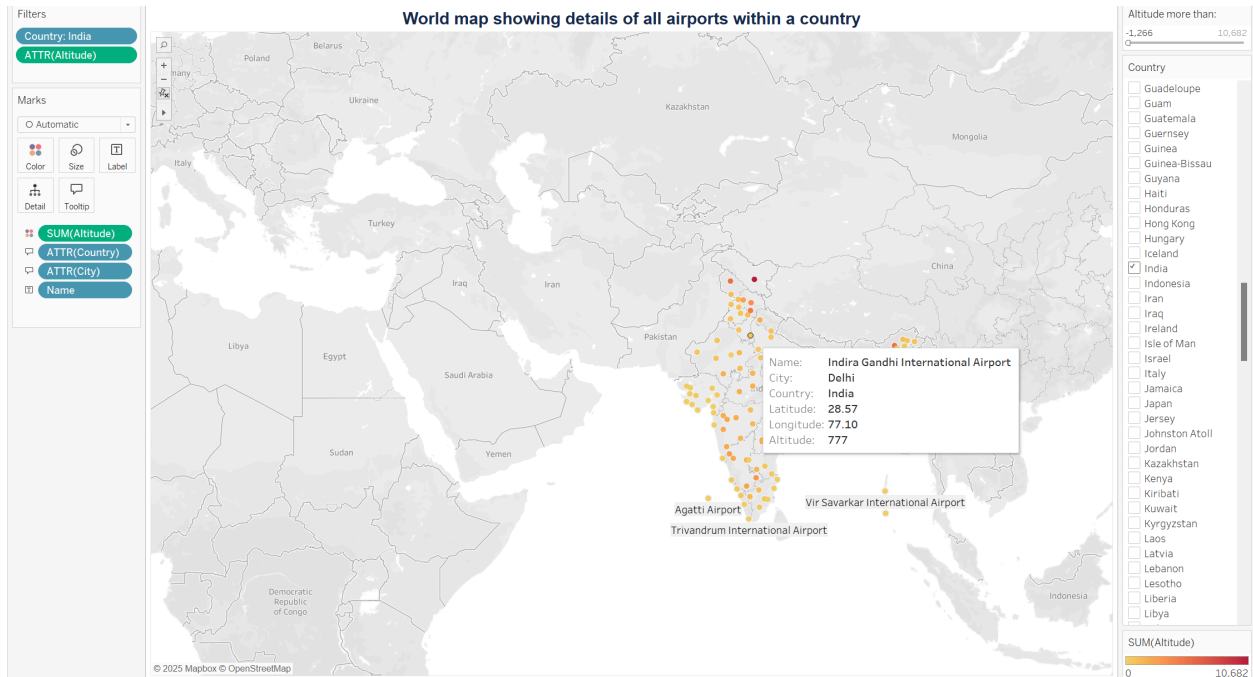 Filters
Country: India
ATTR(Altitude)
Marks
Automatic
Color
Size
Label
Detail
Tooltip
SUM(Altitude)
ATTR(Country)
ATTR(City)
Name
World map showing details of all airports within a country
Belarus
Poland
many
Ukraine
Kazakhstan
Mongolia
Italy
Turkey
China
Iraq
Iran
Pakistan
Libya
Egypt
Saudi Arabia
Sudan
Yemen
Name: Indira Gandhi International Airport
City: Delhi
Country: India
Latitude: 28.57
Longitude: 77.10
Altitude: 777
Agatti Airport
Vir Savarkar International Airport
Trivandrum International Airport
Democratic
Republic
of Congo
Indonesia
© 2025 Mapbox © OpenStreetMap
Altitude more than:
-1,266 10,682
Country
Guadeloupe
Guam
Guatemala
Guernsey
Guinea
Guinea-Bissau
Guyana
Haiti
Honduras
Hong Kong
Hungary
Iceland
India
Indonesia
Iran
Iraq
Ireland
Isle of Man
Israel
Italy
Jamaica
Japan
Jersey
Johnston Atoll
Jordan
Kazakhstan
Kenya
Kiribati
Kuwait
Kyrgyzstan
Laos
Latvia
Lebanon
Lesotho
Liberia
Libya
SUM(Altitude)
0 10,682